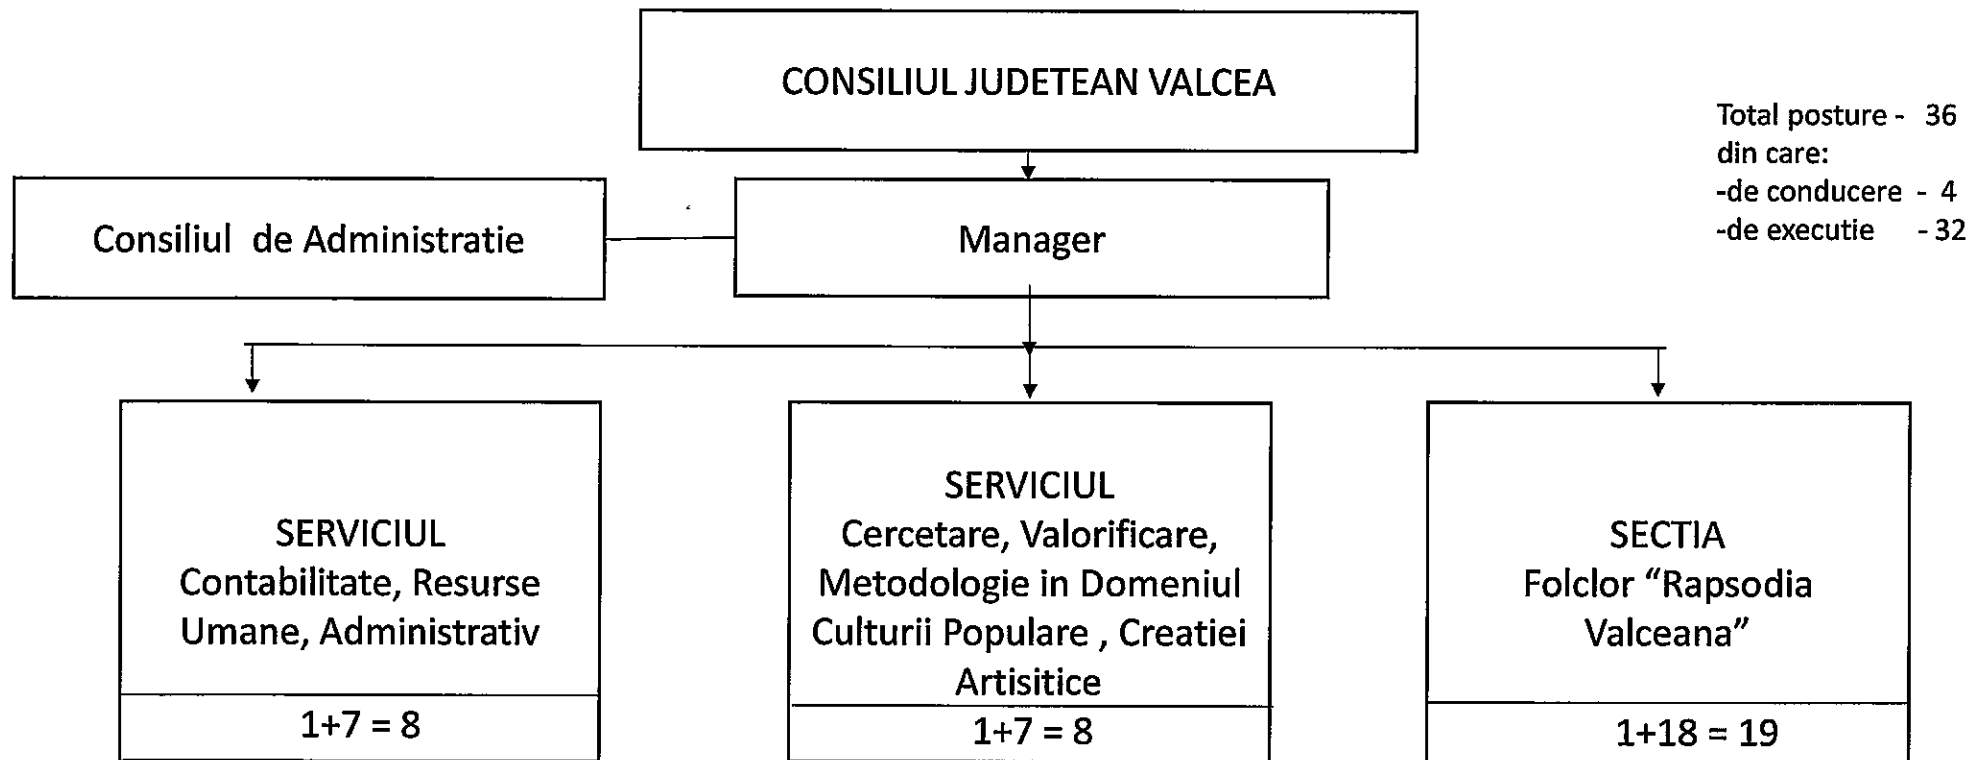 CONSILIUL JUDETEAN VALCEA
Total posture - 36
din care:
-de conducere - 4
-de executie - 32
Consiliul de Administratie
Manager
SERVICIUL
Contabilitate, Resurse
Umane, Administrativ
1+7 = 8
SERVICIUL
Cercetare, Valorificare,
Metodologie in Domeniul
Culturii Populare , Creatiei
Artisitice
1+7 = 8
SECTIA
Folclor “Rapsodia
Valceana”
1+18 = 19